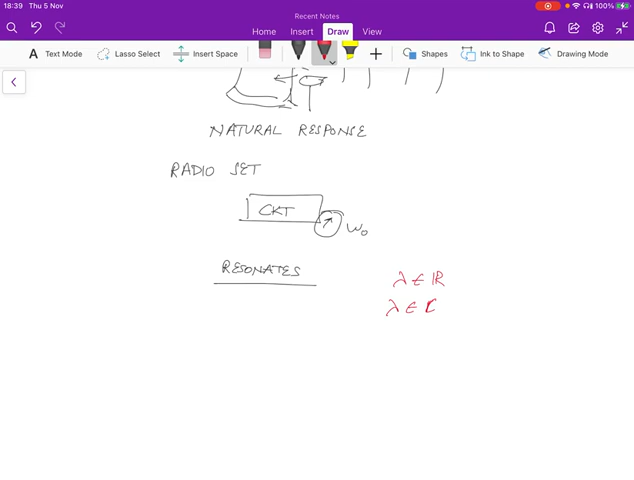 18:39 Thu 5 Nov
Recent Notes
100%
Home Insert Draw View
A Text Mode
Lasso Select
Insert Space
Shapes
Ink to Shape
Drawing Mode
NATURAL RESPONSE
RADIO SET
CKT
W₀
RESONATES
λ ∈ ℝ
λ ∈ ℂ